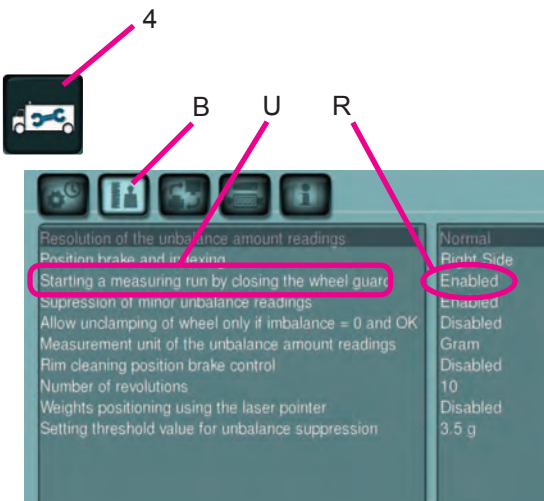 4
B U R
Resolution of the unbalance amount readings Normal
Position brake and indexing Right Side
Starting a measuring run by closing the wheel guard Enabled
Supression of minor unbalance readings Enabled
Allow unclamping of wheel only if imbalance = 0 and OK Disabled
Measurement unit of the unbalance amount readings Gram
Rim cleaning position brake control Disabled
Number of revolutions 10
Weights positioning using the laser pointer Disabled
Setting threshold value for unbalance suppression 3.5 g